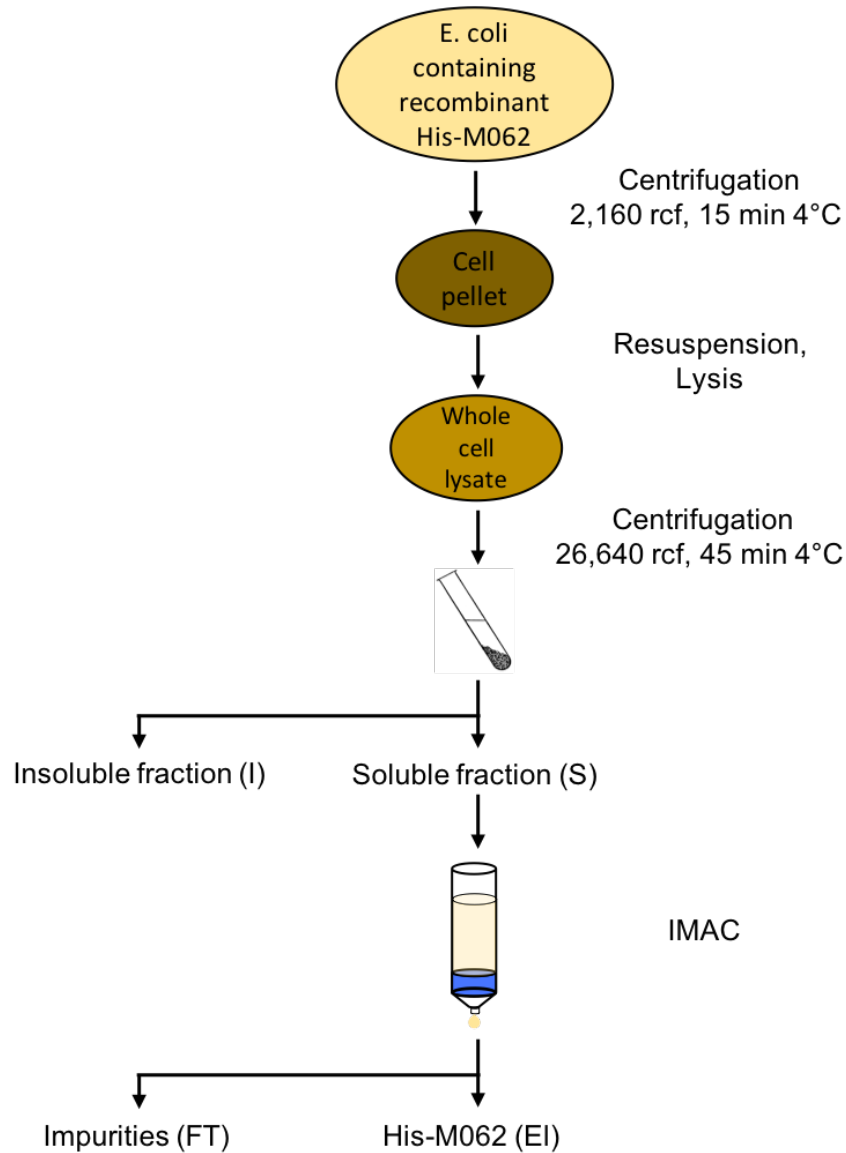 E. coli
containing
recombinant
His-M062
Centrifugation
2,160 rcf, 15 min 4°C
Cell
pellet
Resuspension,
Lysis
Whole
cell
lysate
Centrifugation
26,640 rcf, 45 min 4°C
Insoluble fraction (I)
Soluble fraction (S)
IMAC
Impurities (FT)
His-M062 (El)